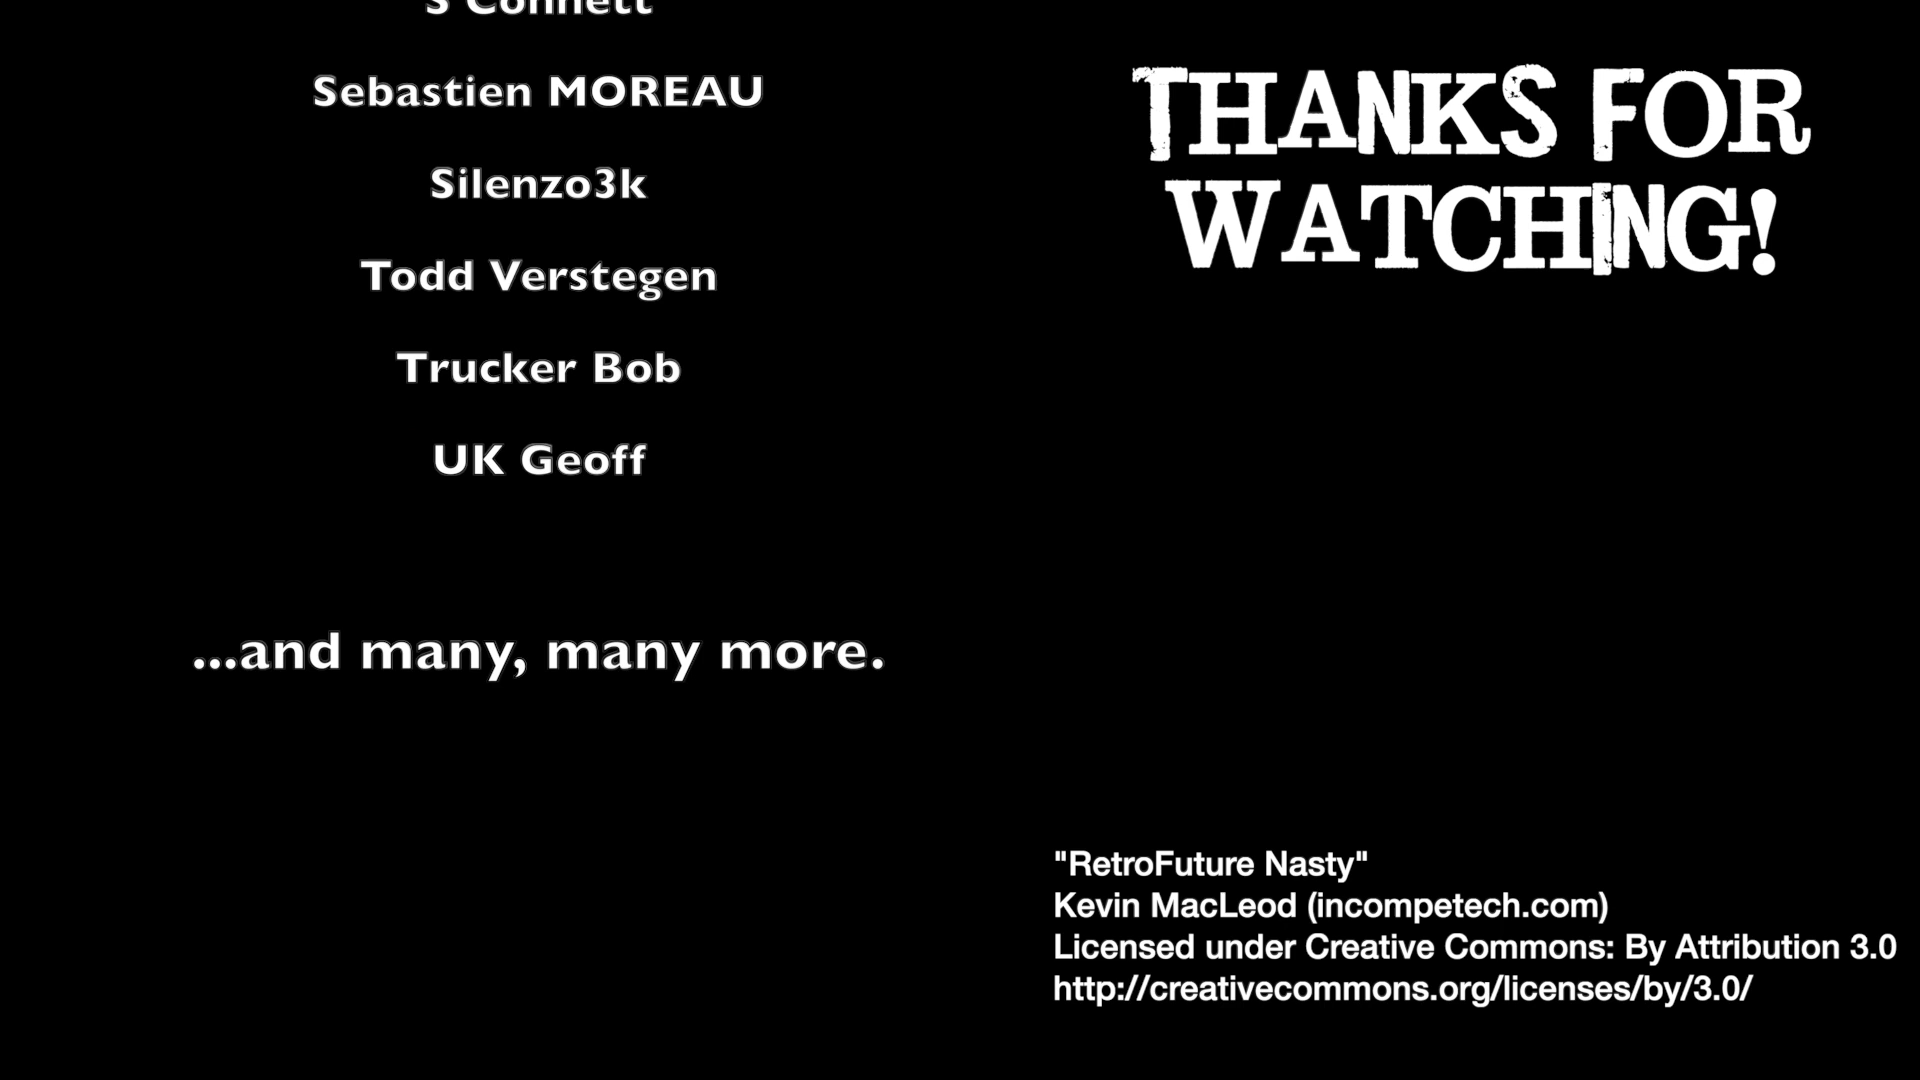 S Connett
Sebastien MOREAU
Silenzo3k
Todd Verstegen
Trucker Bob
UK Geoff
...and many, many more.
THANKS FOR
WATCHING!
"RetroFuture Nasty"
Kevin MacLeod (incompetech.com)
Licensed under Creative Commons: By Attribution 3.0
http://creativecommons.org/licenses/by/3.0/